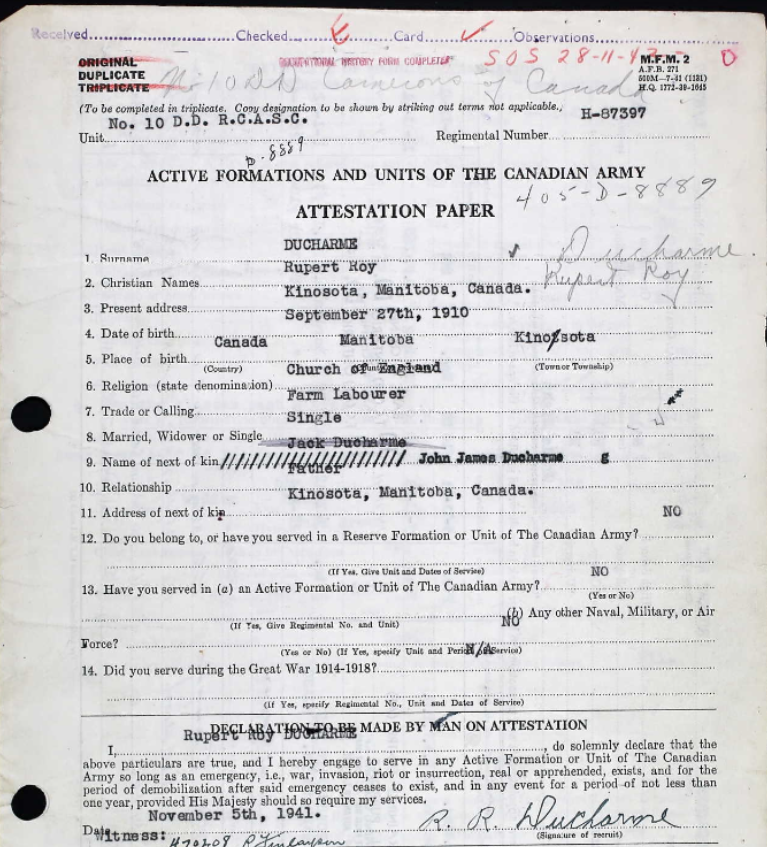 Received Checked E Card ✓ Observations
ORIGINAL
DUPLICATE
TRIPLICATE
HISTORY FORM COMPLETED
SOS 28-11-4
D
M.F.M. 2
A.F.B. 271
500M—7-41 (1131)
H.Q. 1772-39-1645
No 10 DD Camerons of Canada
(To be completed in triplicate. Copy designation to be shown by striking out terms not applicable.)
H-87397
No. 10 D.D. R.C.A.S.C.
Unit Regimental Number
D-8889
ACTIVE FORMATIONS AND UNITS OF THE CANADIAN ARMY
405-D-8889
ATTESTATION PAPER
DUCHARME
1. Surname ✓ Ducharme
Rupert Roy
2. Christian Names Rupert Roy
Kinosota, Manitoba, Canada.
3. Present address
September 27th, 1910
4. Date of birth
Canada Manitoba Kinosota
5. Place of birth
(Country) (Town or Township)
Church of England
6. Religion (state denomination)
Farm Labourer
7. Trade or Calling
Single
8. Married, Widower or Single
Jack Ducharme
9. Name of next of kin ////////////////////// John James Ducharme g
Father
10. Relationship
Kinosota, Manitoba, Canada.
11. Address of next of kin
NO
12. Do you belong to, or have you served in a Reserve Formation or Unit of The Canadian Army?
(If Yes, Give Unit and Dates of Service)
NO
13. Have you served in (a) an Active Formation or Unit of The Canadian Army?
(Yes or No)
(b) Any other Naval, Military, or Air
NO
(If Yes, Give Regimental No. and Unit)
Force?
(Yes or No) (If Yes, specify Unit and Period of Service)
N/A
14. Did you serve during the Great War 1914-1918?
(If Yes, specify Regimental No., Unit and Dates of Service)
DECLARATION TO BE MADE BY MAN ON ATTESTATION
Rupert Roy DUCHARME
I, , do solemnly declare that the
above particulars are true, and I hereby engage to serve in any Active Formation or Unit of The Canadian
Army so long as an emergency, i.e., war, invasion, riot or insurrection, real or apprehended, exists, and for the
period of demobilization after said emergency ceases to exist, and in any event for a period of not less than
one year, provided His Majesty should so require my services.
November 5th, 1941. R. R. Ducharme
Date (Signature of recruit)
Witness: R Finlayson